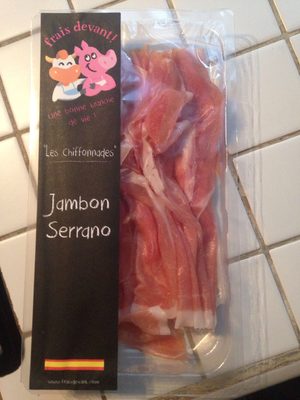 frais devant!
Une bonne tranche
de vie !
"Les Chiffonnades"
Jambon
Serrano